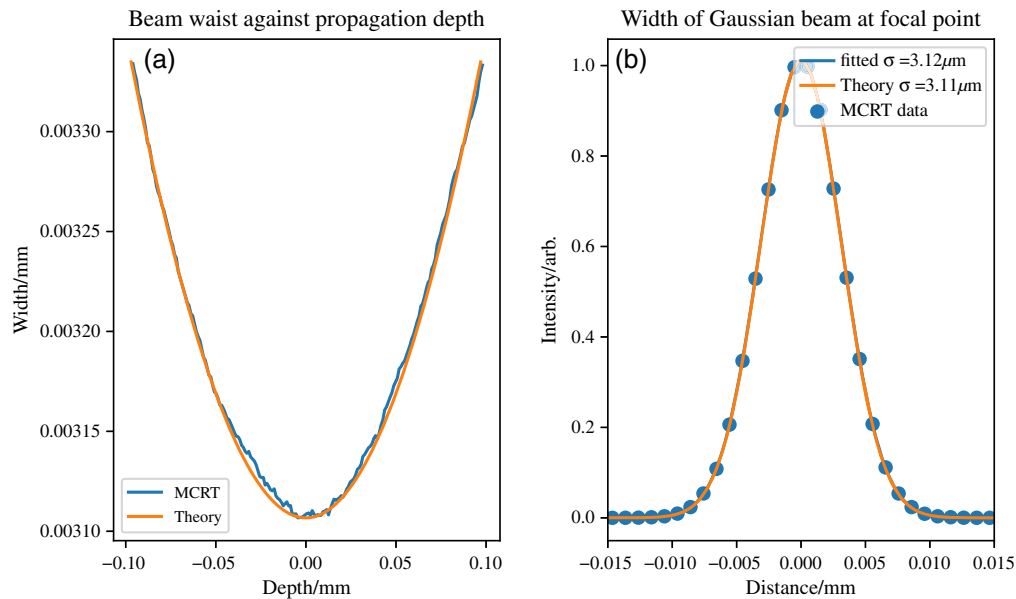 Beam waist against propagation depth
(a)
Width/mm
0.00330
0.00325
0.00320
0.00315
0.00310
MCRT
Theory
−0.10
−0.05
0.00
0.05
0.10
Depth/mm
Width of Gaussian beam at focal point
(b)
fitted σ =3.12μm
Theory σ =3.11μm
MCRT data
Intensity/arb.
1.0
0.8
0.6
0.4
0.2
0.0
−0.015
−0.010
−0.005
0.000
0.005
0.010
0.015
Distance/mm